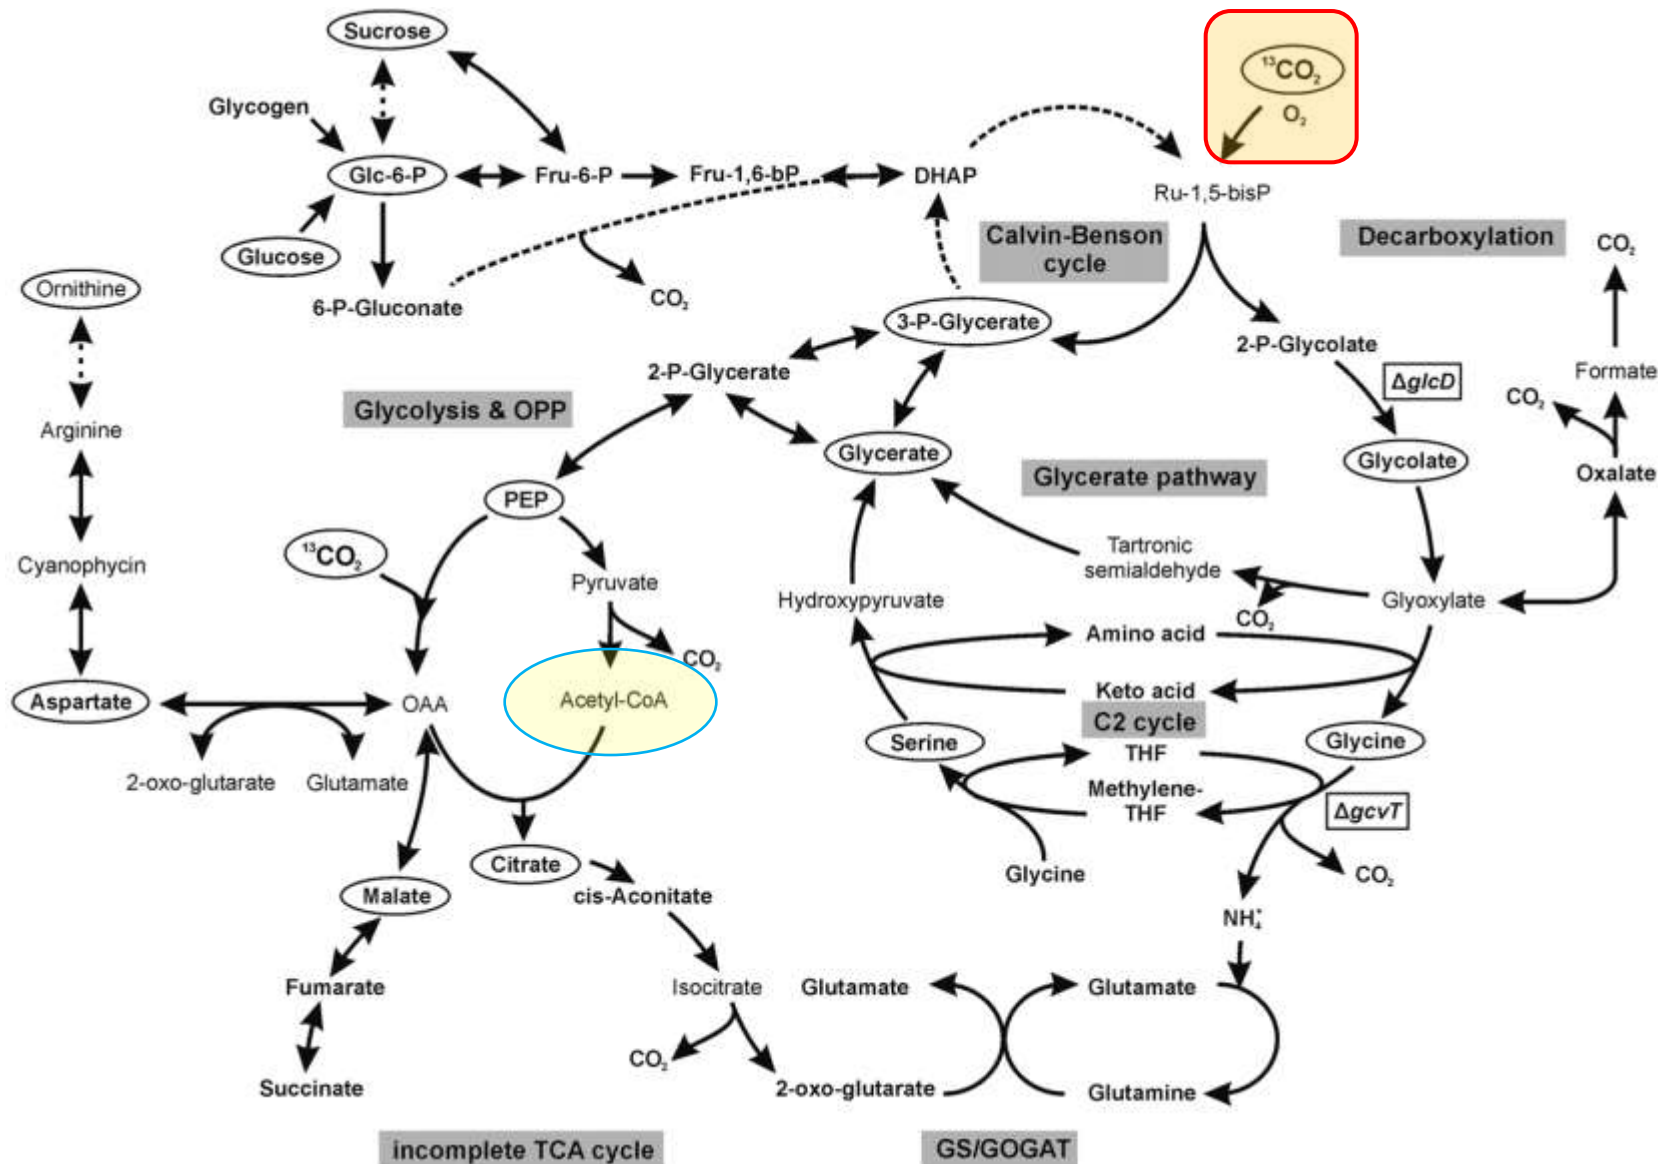 Sucrose
¹³CO₂
O₂
Glycogen
Glc-6-P
Fru-6-P
Fru-1,6-bP
DHAP
Ru-1,5-bisP
Calvin-Benson
cycle
Decarboxylation
CO₂
Glucose
Ornithine
6-P-Gluconate
CO₂
3-P-Glycerate
2-P-Glycolate
2-P-Glycerate
ΔglcD
Formate
CO₂
Glycolysis & OPP
Arginine
Glycerate
Glycolate
Glycerate pathway
Oxalate
PEP
¹³CO₂
Cyanophycin
Pyruvate
Tartronic
semialdehyde
Hydroxypyruvate
Glyoxylate
CO₂
Amino acid
CO₂
Aspartate
OAA
Acetyl-CoA
Keto acid
C2 cycle
Serine
THF
Glycine
2-oxo-glutarate
Glutamate
Methylene-
THF
ΔgcvT
Citrate
Glycine
CO₂
Malate
cis-Aconitate
NH₄⁺
Fumarate
Isocitrate
Glutamate
Glutamate
CO₂
Succinate
2-oxo-glutarate
Glutamine
incomplete TCA cycle
GS/GOGAT